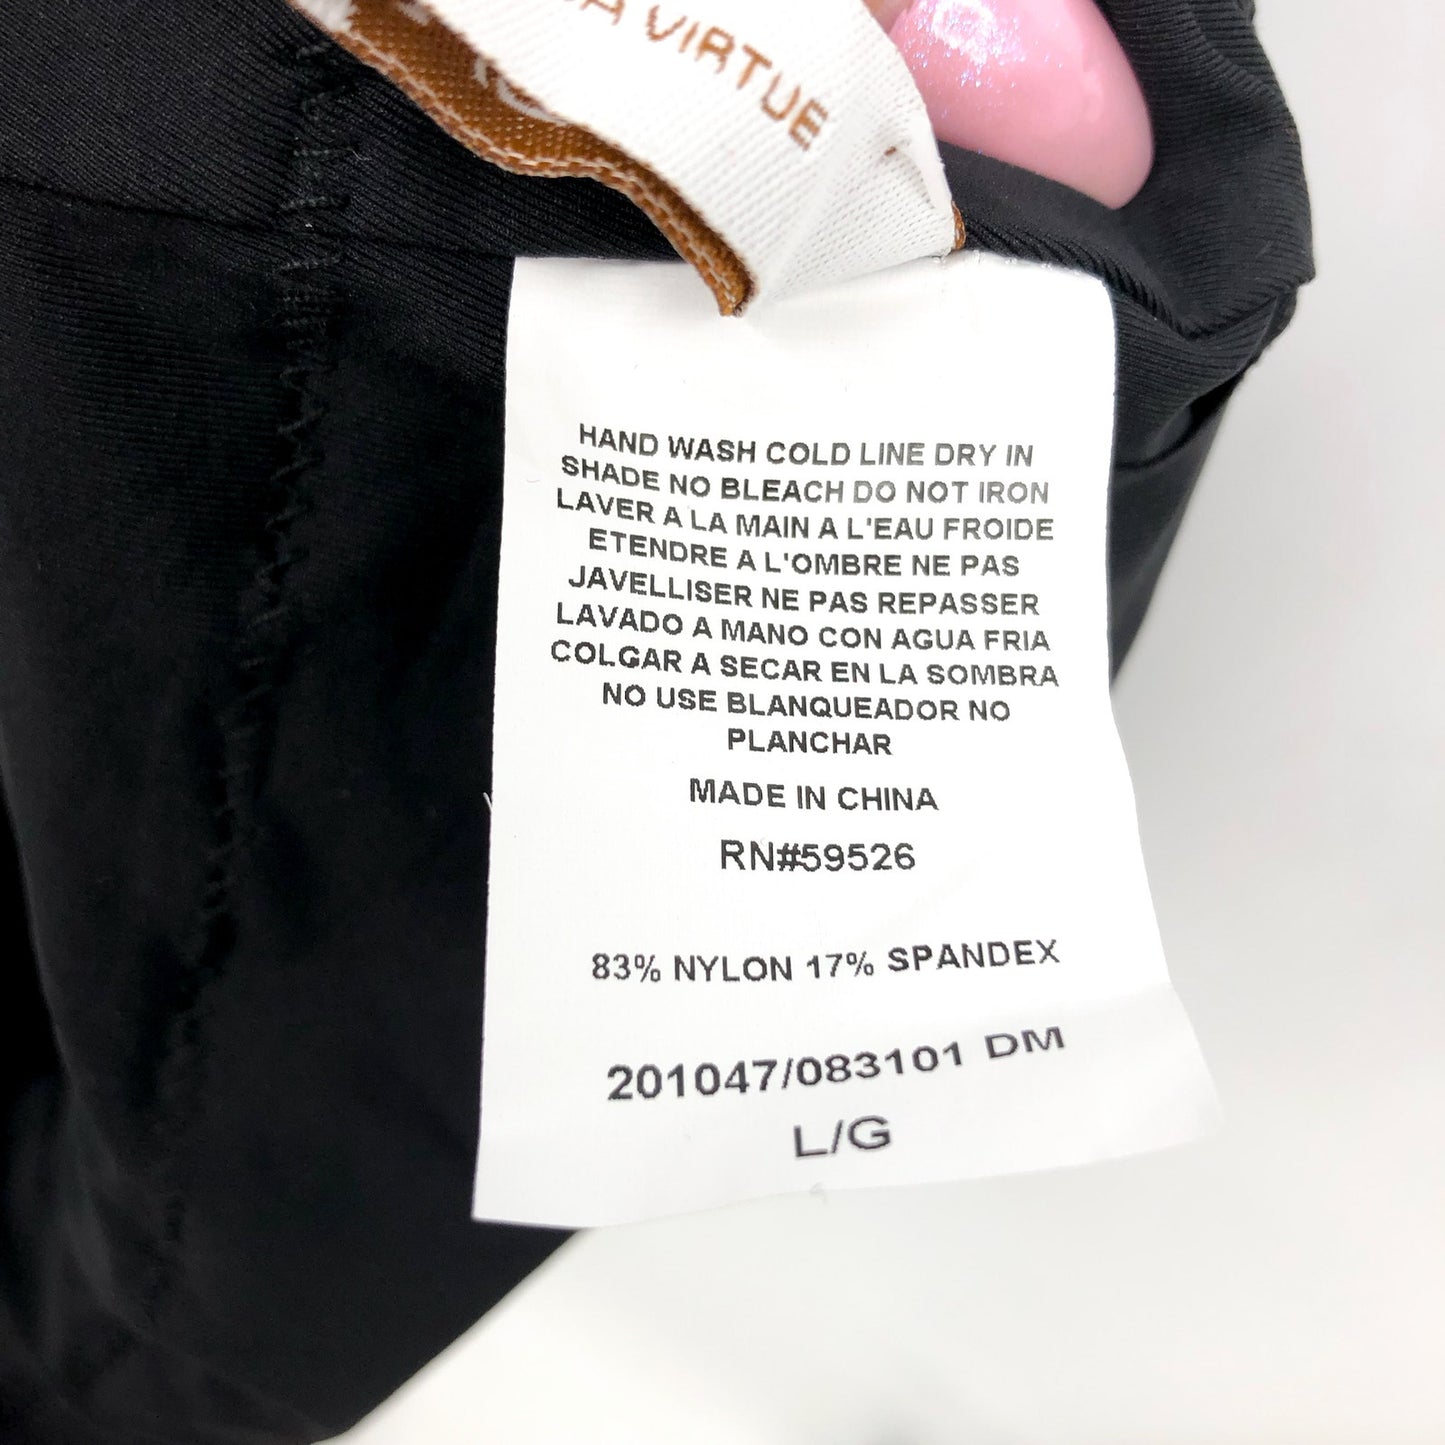 VIRTUE
HAND WASH COLD LINE DRY IN
SHADE NO BLEACH DO NOT IRON
LAVER A LA MAIN A L'EAU FROIDE
ETENDRE A L'OMBRE NE PAS
JAVELLISER NE PAS REPASSER
LAVADO A MANO CON AGUA FRIA
COLGAR A SECAR EN LA SOMBRA
NO USE BLANQUEADOR NO
PLANCHAR
MADE IN CHINA
RN#59526
83% NYLON 17% SPANDEX
201047/083101 DM
L/G